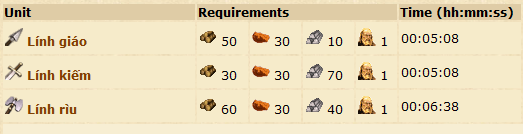 Unit Requirements Time (hh:mm:ss)
Lính giáo 50 30 10 1 00:05:08
Lính kiếm 30 30 70 1 00:05:08
Lính rìu 60 30 40 1 00:06:38